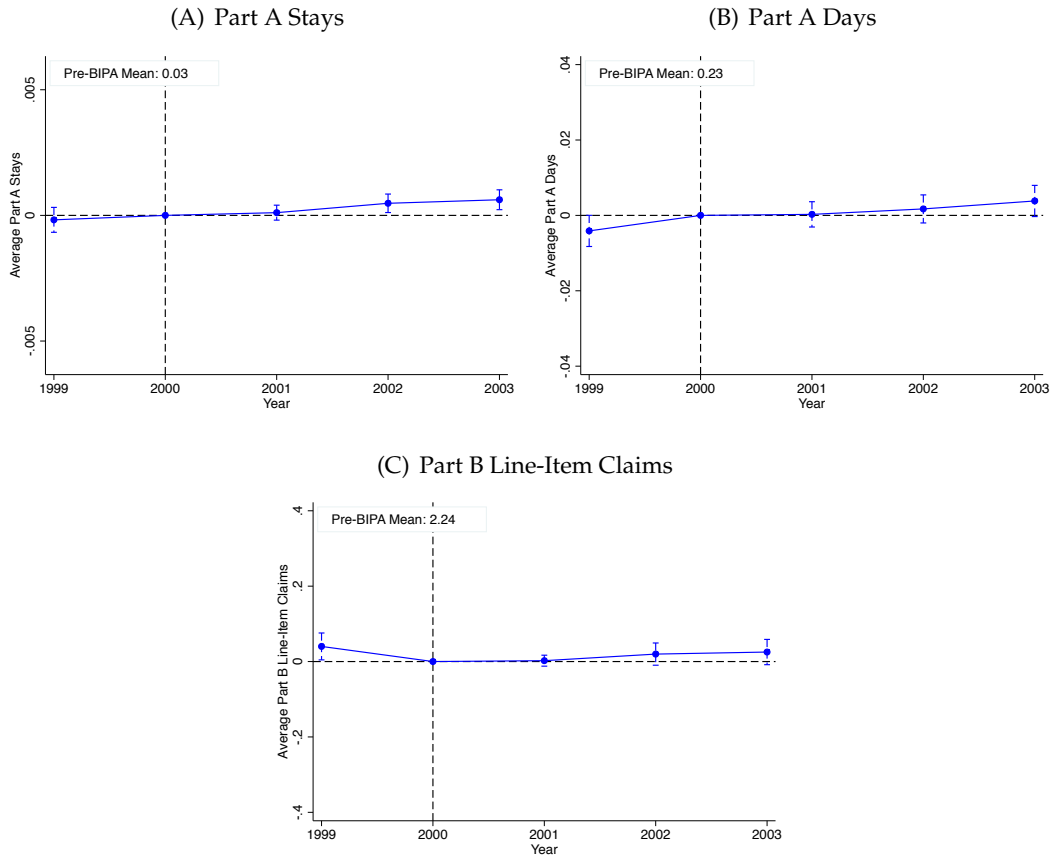 (A) Part A Stays
Pre-BIPA Mean: 0.03
Average Part A Stays
.005
0
-.005
1999 2000 2001 2002 2003
Year
(B) Part A Days
Pre-BIPA Mean: 0.23
Average Part A Days
.04
.02
0
-.02
-.04
1999 2000 2001 2002 2003
Year
(C) Part B Line-Item Claims
Pre-BIPA Mean: 2.24
Average Part B Line-Item Claims
.4
.2
0
-.2
-.4
1999 2000 2001 2002 2003
Year